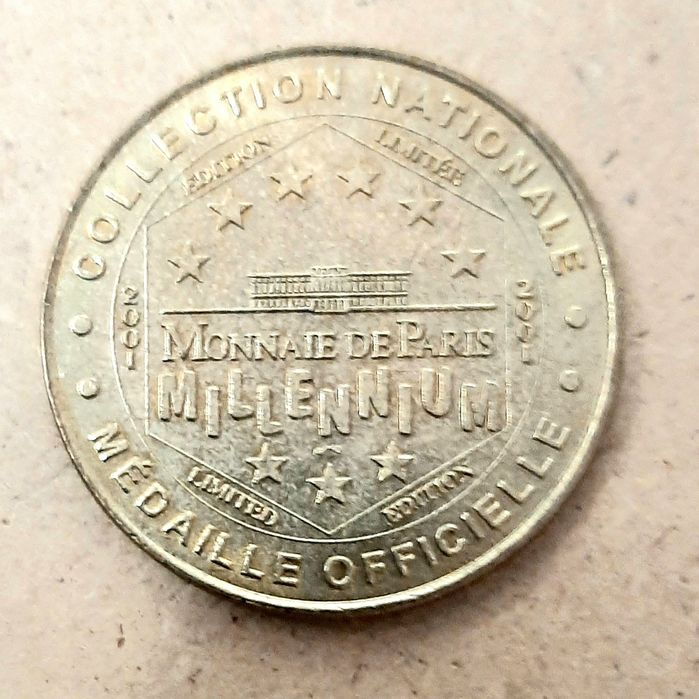 COLLECTION NATIONALE
EDITION LIMITÉE
2001
2001
MONNAIE DE PARIS
MILLENNIUM
LIMITED EDITION
MÉDAILLE OFFICIELLE